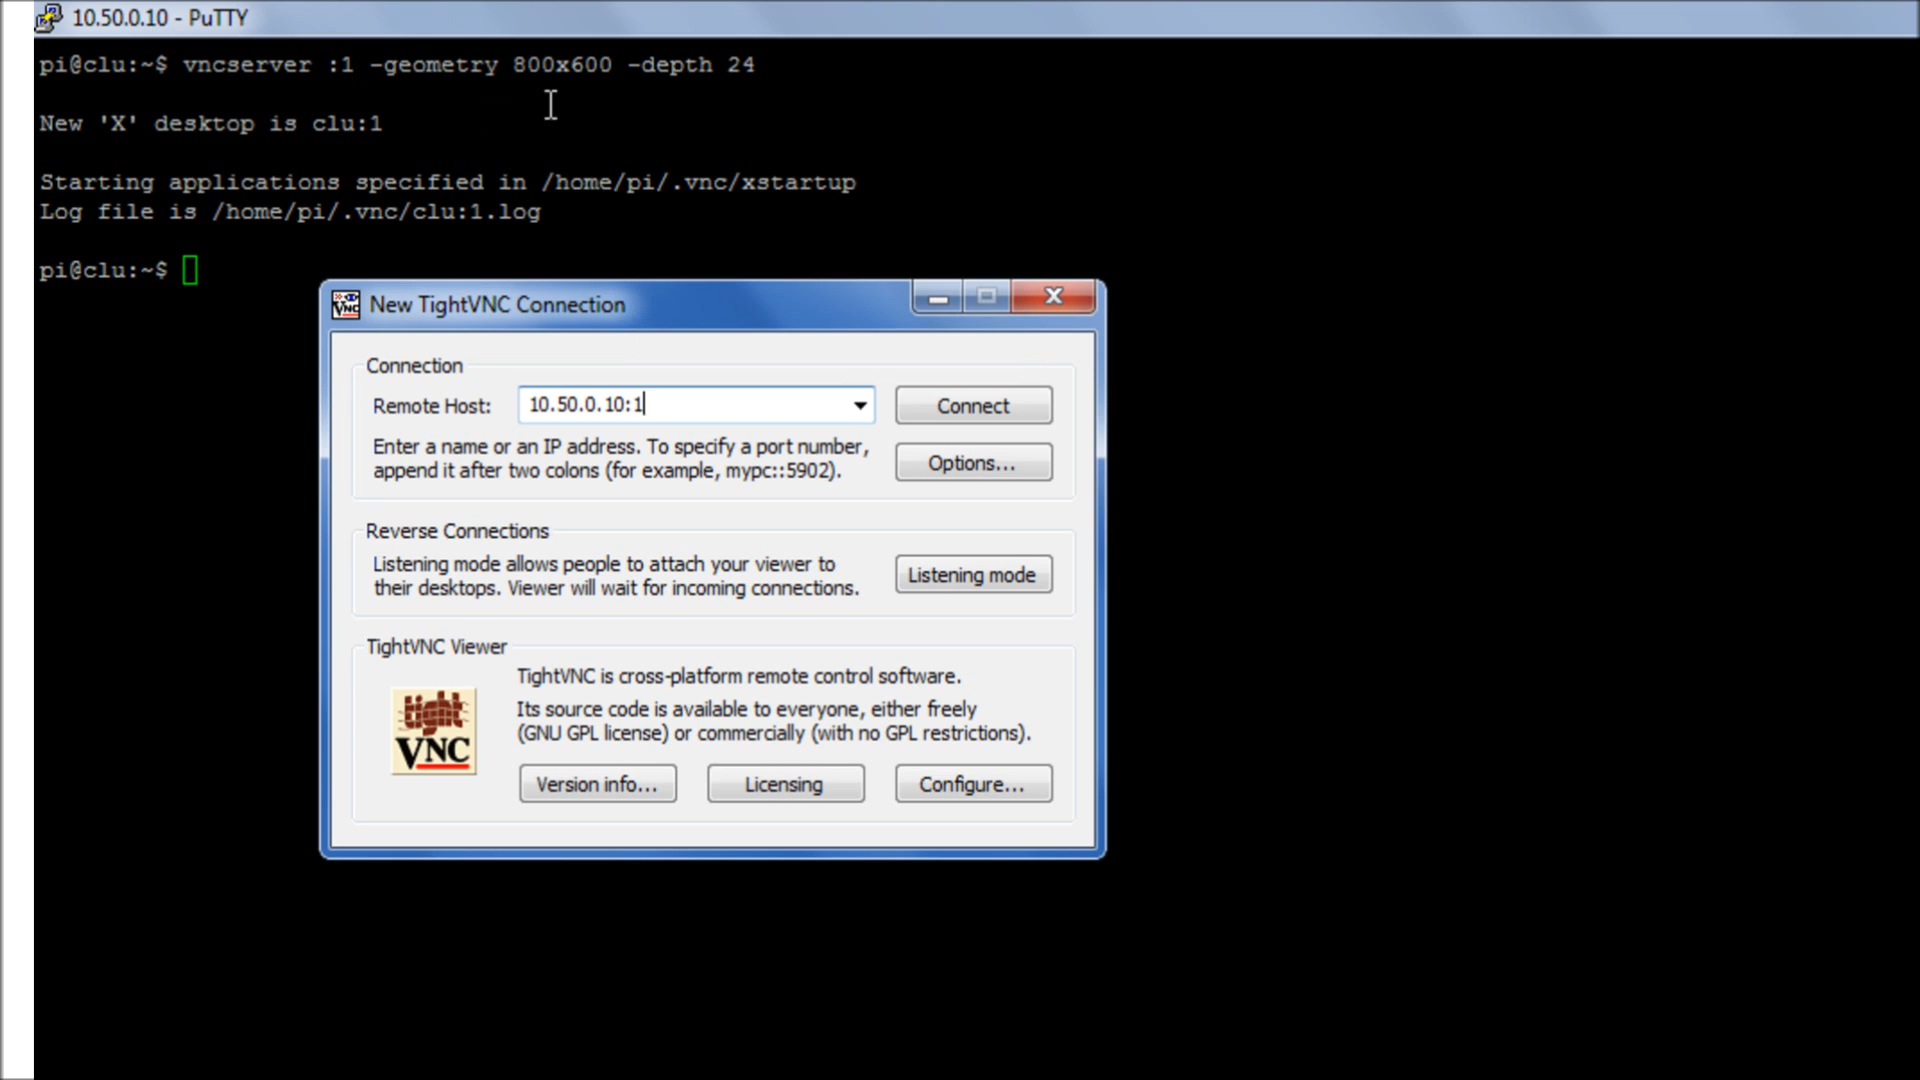 10.50.0.10 - PuTTY
pi@clu:~$ vncserver :1 -geometry 800x600 -depth 24
New 'X' desktop is clu:1
Starting applications specified in /home/pi/.vnc/xstartup
Log file is /home/pi/.vnc/clu:1.log
pi@clu:~$
New TightVNC Connection
Connection
Remote Host: 10.50.0.10:1 Connect
Enter a name or an IP address. To specify a port number,
append it after two colons (for example, mypc::5902).
Options...
Reverse Connections
Listening mode allows people to attach your viewer to
their desktops. Viewer will wait for incoming connections.
Listening mode
TightVNC Viewer
TightVNC is cross-platform remote control software.
Its source code is available to everyone, either freely
(GNU GPL license) or commercially (with no GPL restrictions).
tight
VNC
Version info... Licensing Configure...